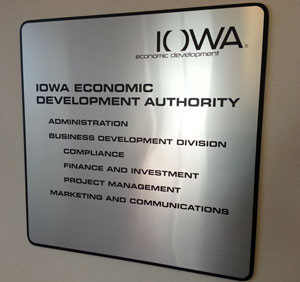 IOWA®
economic development
IOWA ECONOMIC
DEVELOPMENT AUTHORITY
ADMINISTRATION
BUSINESS DEVELOPMENT DIVISION
COMPLIANCE
FINANCE AND INVESTMENT
PROJECT MANAGEMENT
MARKETING AND COMMUNICATIONS